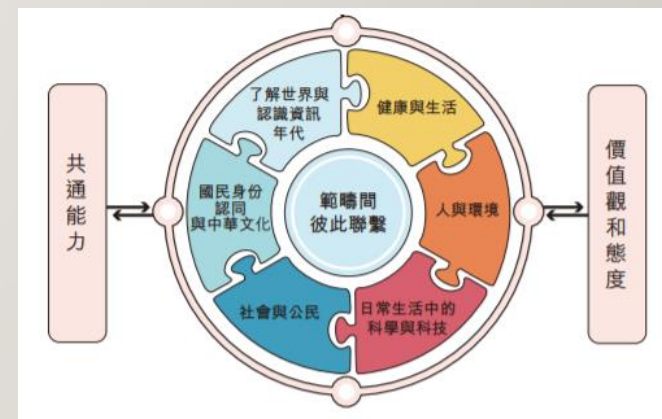 了解世界與
認識資訊
年代
健康與生活
共通能力
國民身份
認同
與中華文化
範疇間
彼此聯繫
人與環境
價值觀和態度
社會與公民
日常生活中的
科學與科技